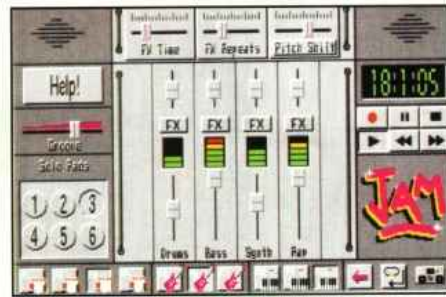 FX Time FX Repeats Pitch Shift
Help!
18:1:05
FX FX FX FX
Groove
Solo Pads
1 2 3
4 5 6
JAM
Drums Bass Synth Rap